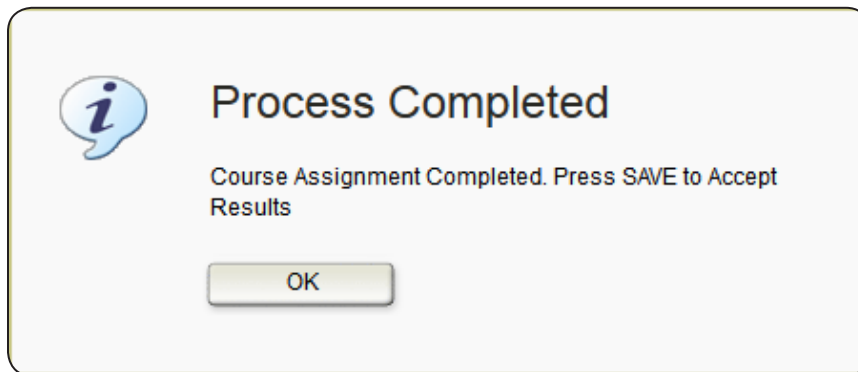 Process Completed
Course Assignment Completed. Press SAVE to Accept
Results
OK